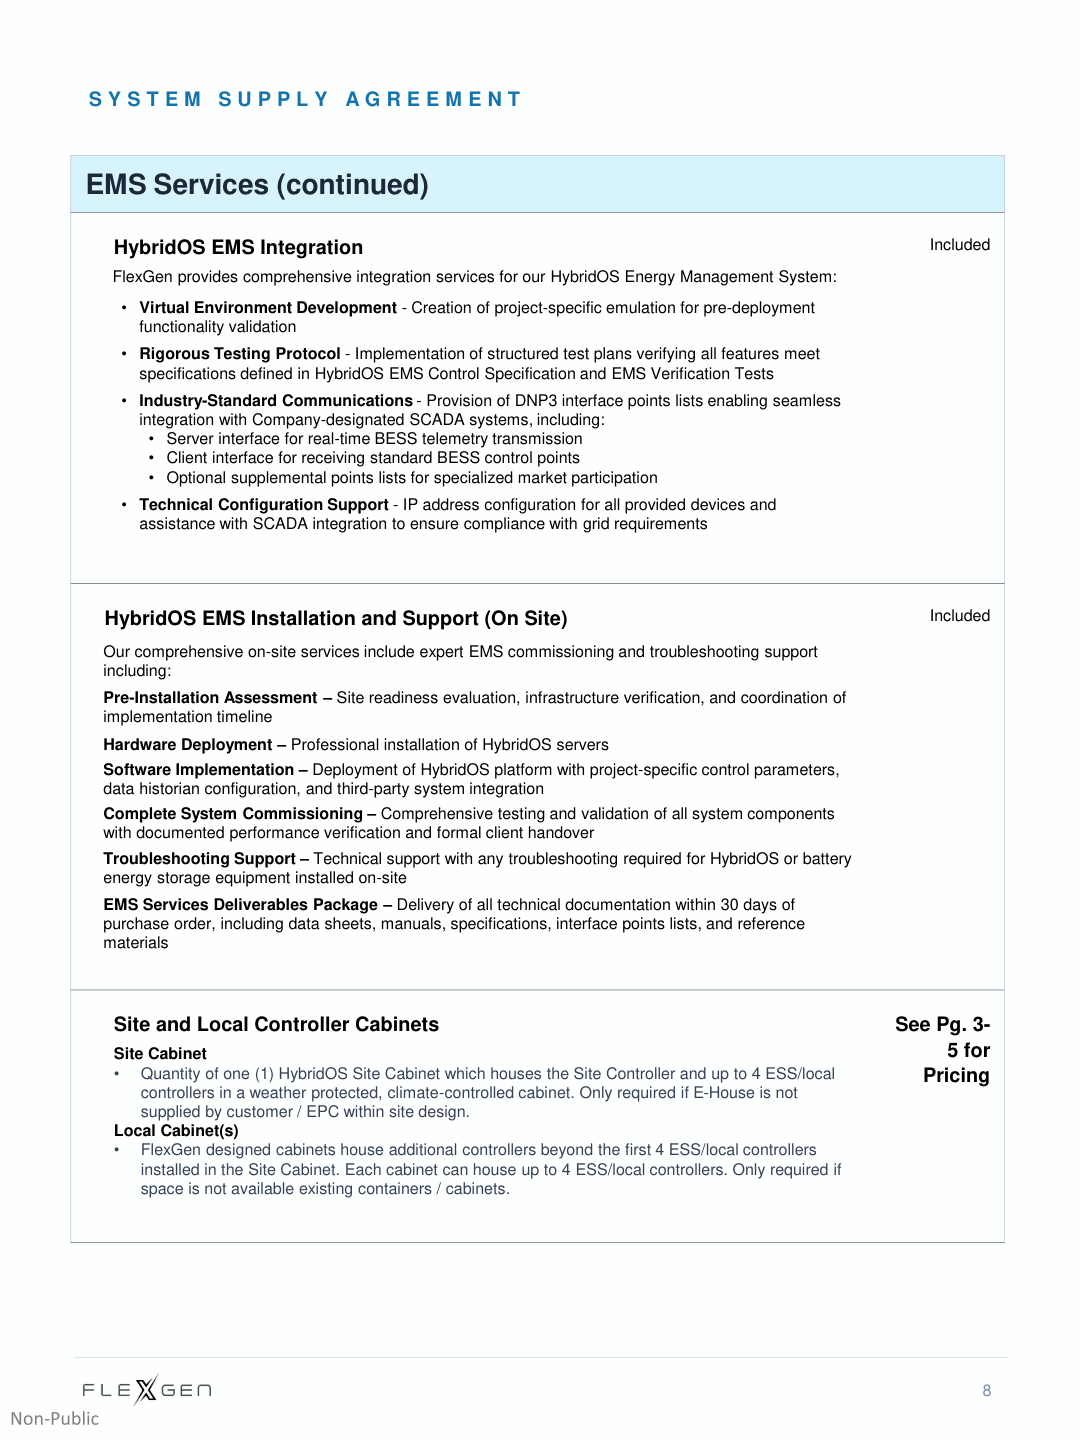 SYSTEM SUPPLY AGREEMENT
EMS Services (continued)
HybridOS EMS Integration
Included
FlexGen provides comprehensive integration services for our HybridOS Energy Management System:
• Virtual Environment Development - Creation of project-specific emulation for pre-deployment
functionality validation
• Rigorous Testing Protocol - Implementation of structured test plans verifying all features meet
specifications defined in HybridOS EMS Control Specification and EMS Verification Tests
• Industry-Standard Communications - Provision of DNP3 interface points lists enabling seamless
integration with Company-designated SCADA systems, including:
• Server interface for real-time BESS telemetry transmission
• Client interface for receiving standard BESS control points
• Optional supplemental points lists for specialized market participation
• Technical Configuration Support - IP address configuration for all provided devices and
assistance with SCADA integration to ensure compliance with grid requirements
HybridOS EMS Installation and Support (On Site)
Included
Our comprehensive on-site services include expert EMS commissioning and troubleshooting support
including:
Pre-Installation Assessment – Site readiness evaluation, infrastructure verification, and coordination of
implementation timeline
Hardware Deployment – Professional installation of HybridOS servers
Software Implementation – Deployment of HybridOS platform with project-specific control parameters,
data historian configuration, and third-party system integration
Complete System Commissioning – Comprehensive testing and validation of all system components
with documented performance verification and formal client handover
Troubleshooting Support – Technical support with any troubleshooting required for HybridOS or battery
energy storage equipment installed on-site
EMS Services Deliverables Package – Delivery of all technical documentation within 30 days of
purchase order, including data sheets, manuals, specifications, interface points lists, and reference
materials
Site and Local Controller Cabinets
See Pg. 3-
5 for
Pricing
Site Cabinet
• Quantity of one (1) HybridOS Site Cabinet which houses the Site Controller and up to 4 ESS/local
controllers in a weather protected, climate-controlled cabinet. Only required if E-House is not
supplied by customer / EPC within site design.
Local Cabinet(s)
• FlexGen designed cabinets house additional controllers beyond the first 4 ESS/local controllers
installed in the Site Cabinet. Each cabinet can house up to 4 ESS/local controllers. Only required if
space is not available existing containers / cabinets.
FLEXGEN
8
Non-Public